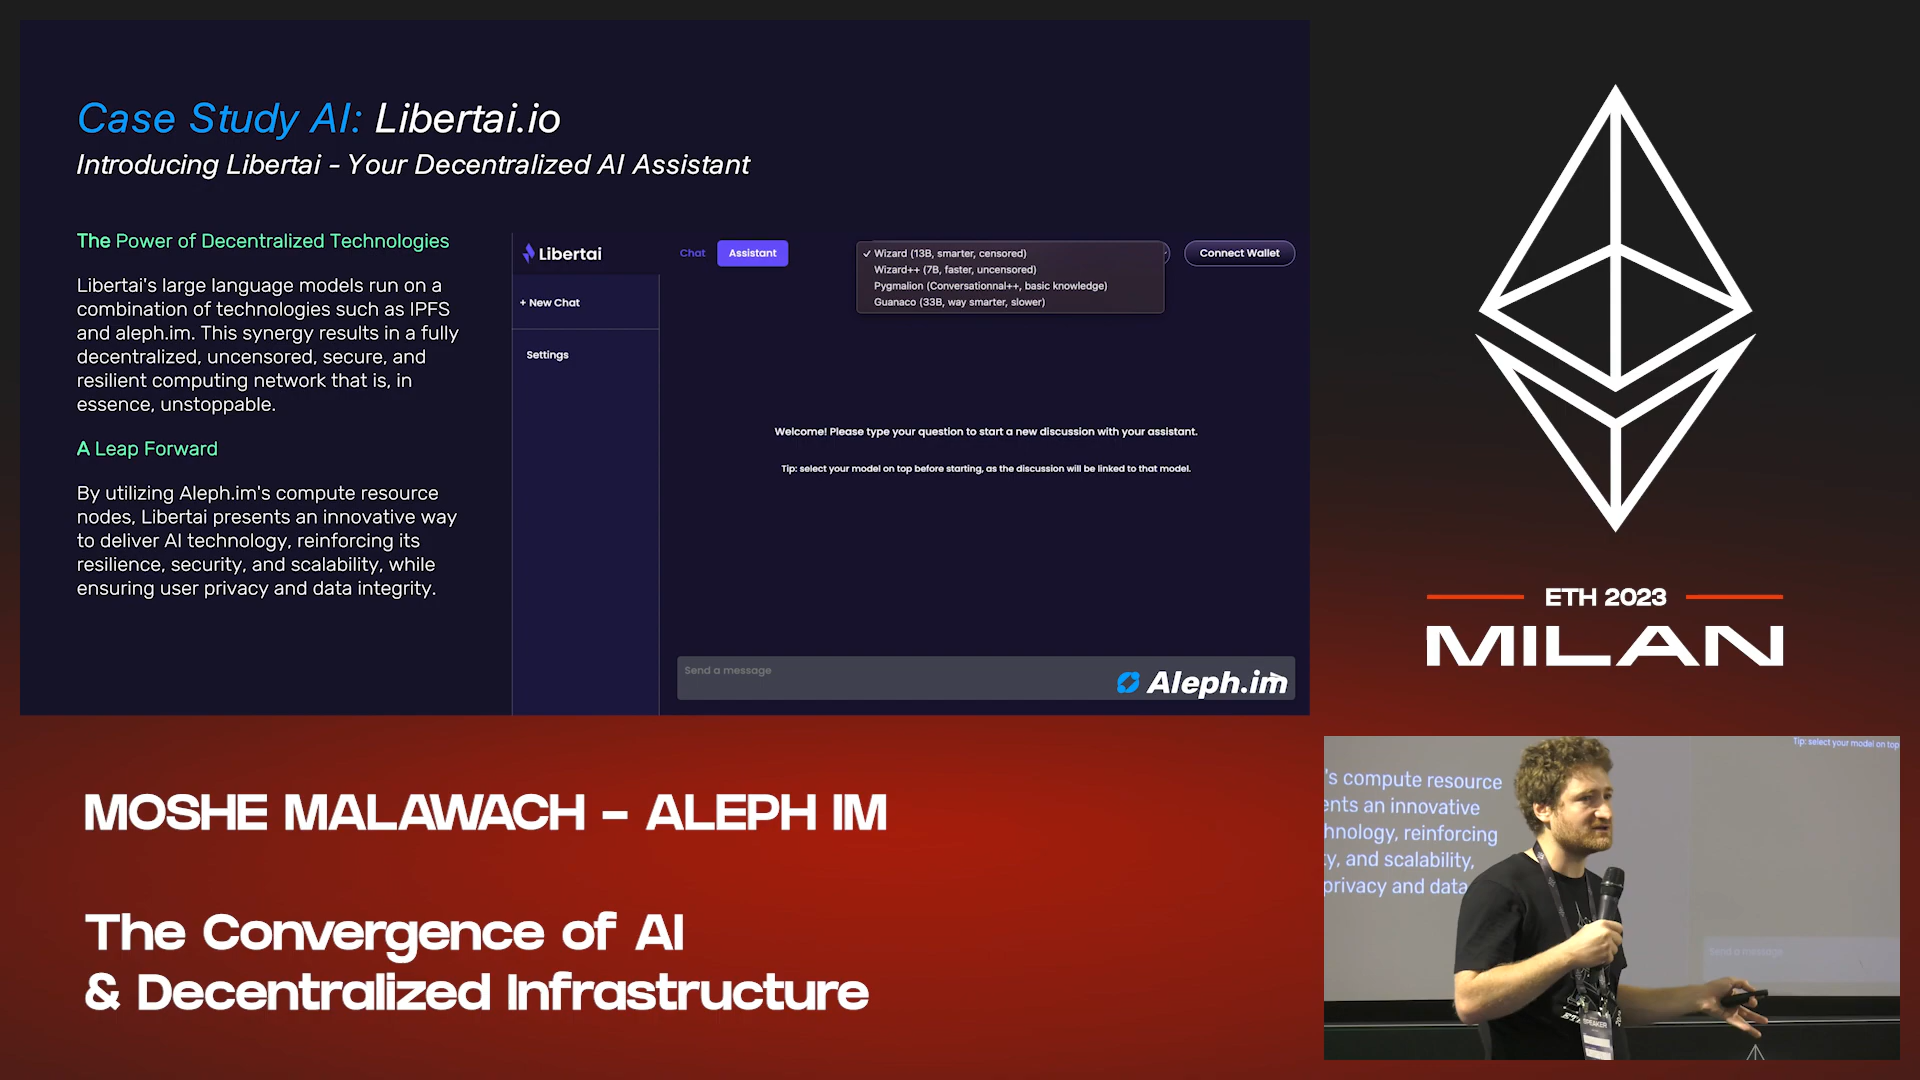 Case Study AI: Libertai.io
Introducing Libertai - Your Decentralized AI Assistant
The Power of Decentralized Technologies
Libertai's large language models run on a
combination of technologies such as IPFS
and aleph.im. This synergy results in a fully
decentralized, uncensored, secure, and
resilient computing network that is, in
essence, unstoppable.
A Leap Forward
By utilizing Aleph.im's compute resource
nodes, Libertai presents an innovative way
to deliver AI technology, reinforcing its
resilience, security, and scalability, while
ensuring user privacy and data integrity.
Libertai
Chat
Assistant
✓ Wizard (13B, smarter, censored)
Wizard++ (7B, faster, uncensored)
Pygmalion (Conversationnal++, basic knowledge)
Guanaco (33B, way smarter, slower)
Connect Wallet
+ New Chat
Settings
Welcome! Please type your question to start a new discussion with your assistant.
Tip: select your model on top before starting, as the discussion will be linked to that model.
Send a message
Aleph.im
ETH 2023
MILAN
MOSHE MALAWACH – ALEPH IM
The Convergence of AI
& Decentralized Infrastructure
Tip: select your model on top
's compute resource
ents an innovative
hnology, reinforcing
y, and scalability,
privacy and data
Send a message
SPEAKER